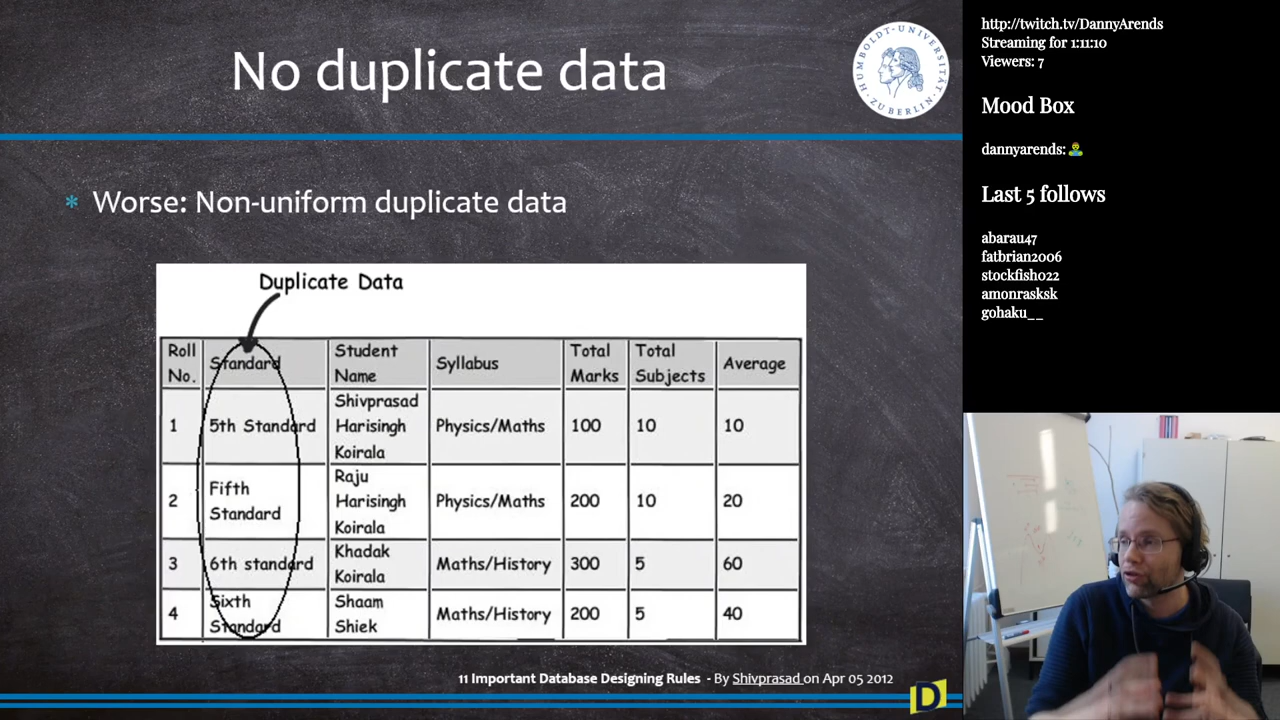 No duplicate data
HUMBOLDT-UNIVERSITÄT
ZU BERLIN
Worse: Non-uniform duplicate data
Duplicate Data
Roll No. Standard Student Name Syllabus Total Marks Total Subjects Average
1 5th Standard Shivprasad Harisingh Koirala Physics/Maths 100 10 10
2 Fifth Standard Raju Harisingh Koirala Physics/Maths 200 10 20
3 6th standard Khadak Koirala Maths/History 300 5 60
4 Sixth Standard Shaam Shiek Maths/History 200 5 40
11 Important Database Designing Rules - By Shivprasad on Apr 05 2012
D
http://twitch.tv/DannyArends
Streaming for 1:11:10
Viewers: 7
Mood Box
dannyarends:
Last 5 follows
abarau47
fatbrian2006
stockfish022
amonrasksk
gohaku__